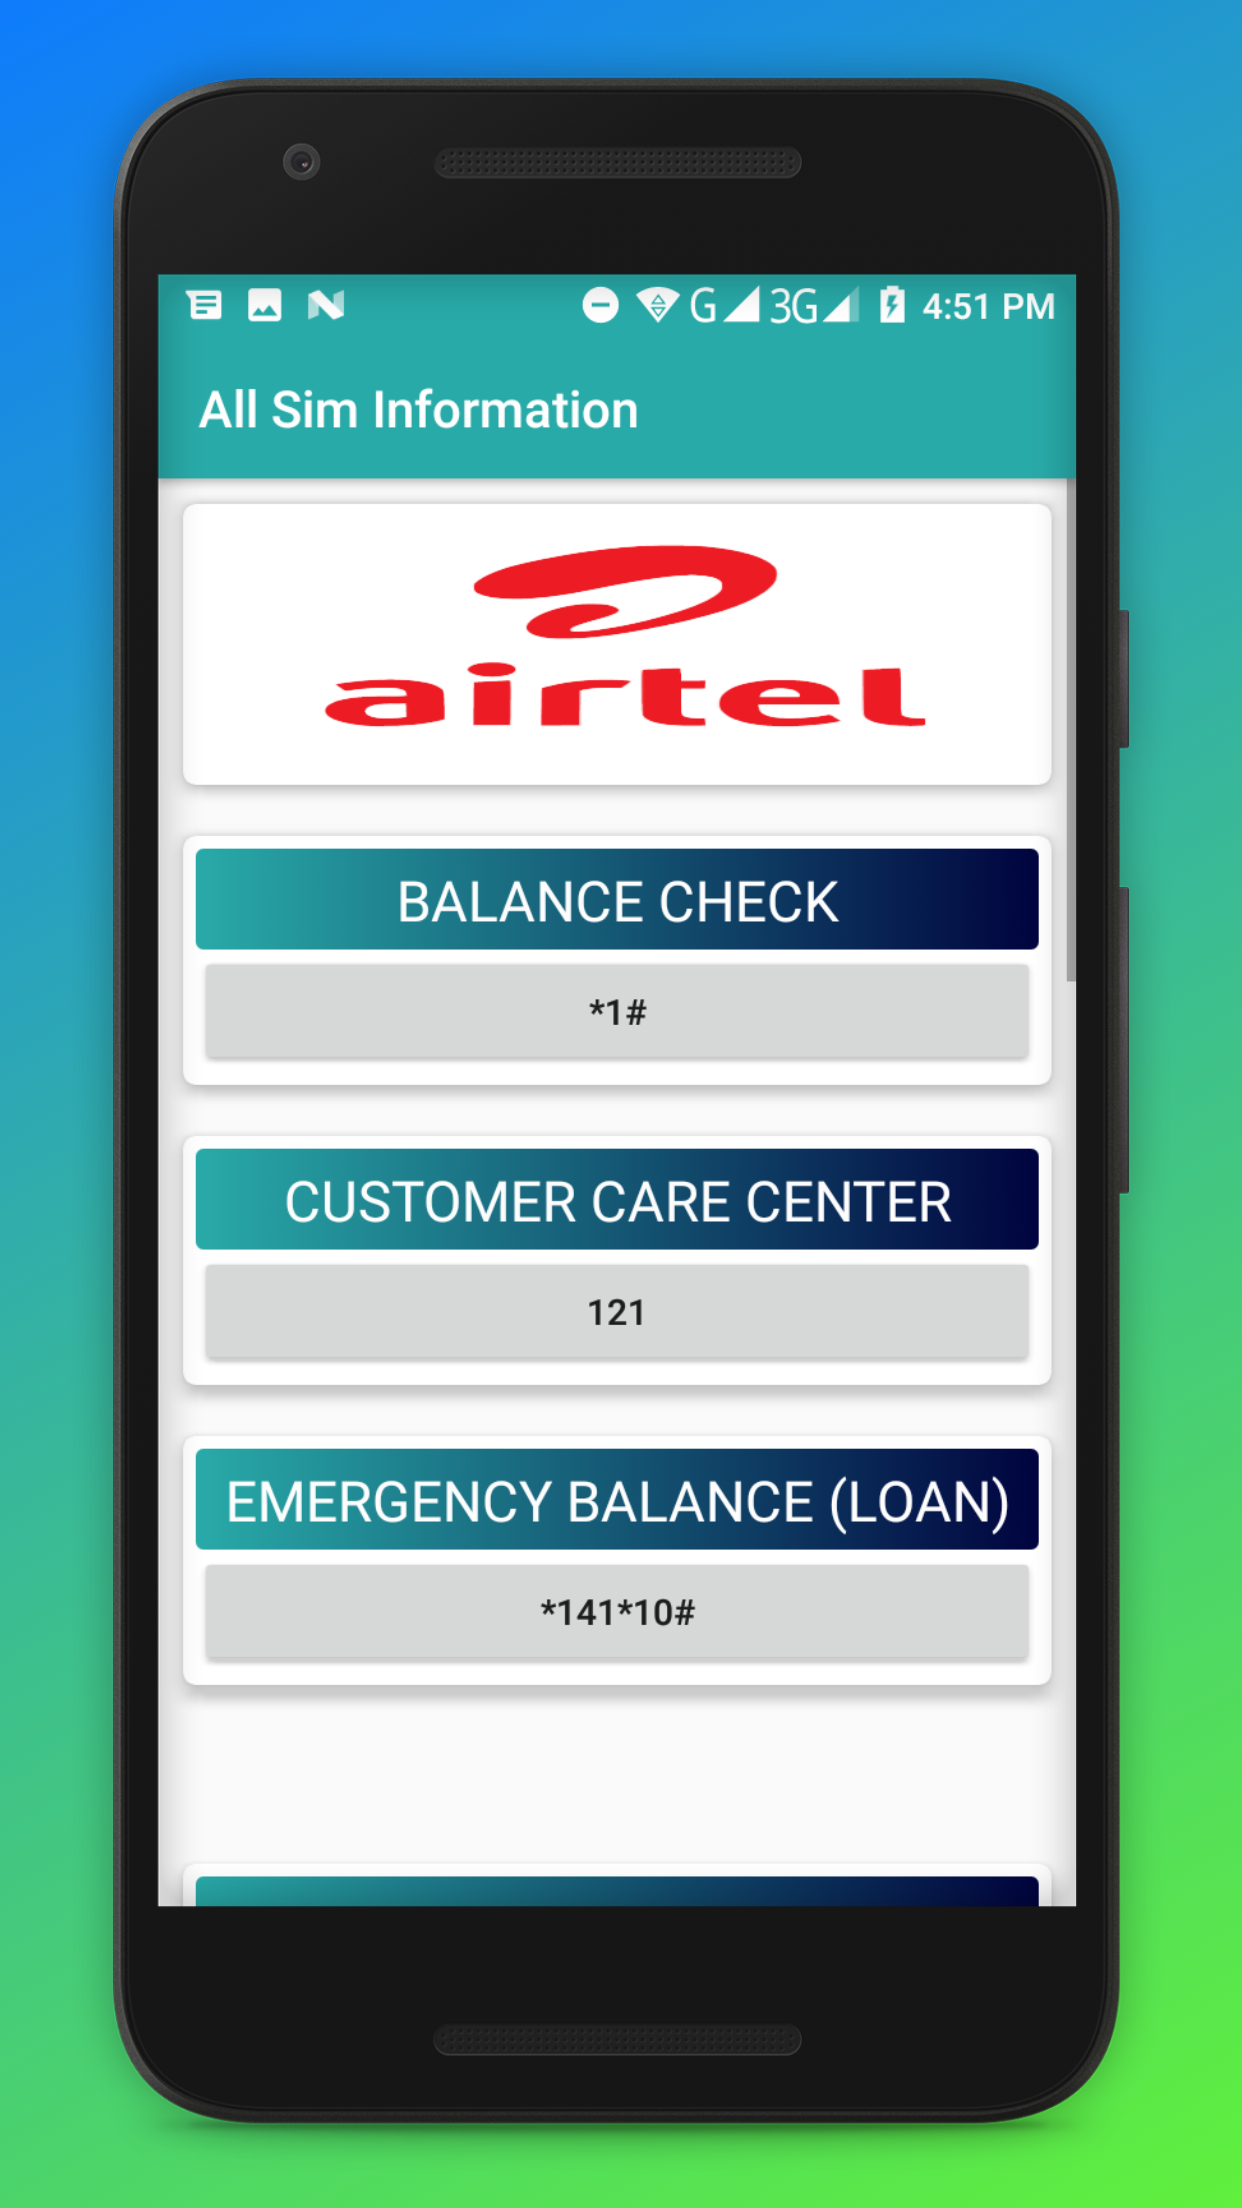 G 3G 4:51 PM
All Sim Information
airtel
BALANCE CHECK
*1#
CUSTOMER CARE CENTER
121
EMERGENCY BALANCE (LOAN)
*141*10#